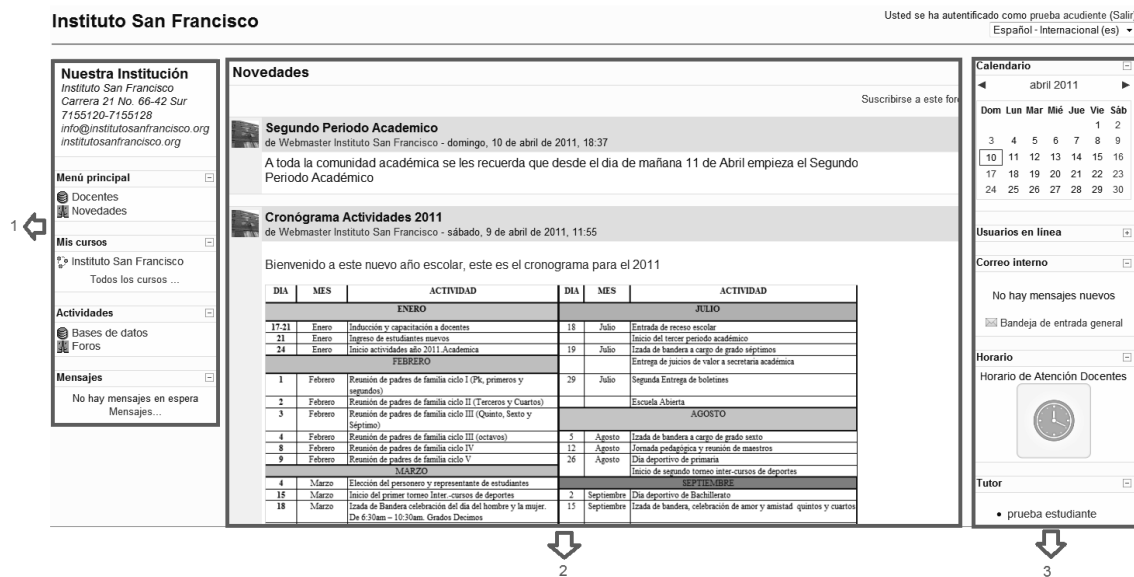 Instituto San Francisco
Usted se ha autentificado como prueba acudiente (Salir)
Español - Internacional (es)
Nuestra Institución
Instituto San Francisco
Carrera 21 No. 66-42 Sur
7155120-7155128
info@institutosanfrancisco.org
institutosanfrancisco.org
Menú principal
Docentes
Novedades
1
Mis cursos
Instituto San Francisco
Todos los cursos ...
Actividades
Bases de datos
Foros
Mensajes
No hay mensajes en espera
Mensajes...
Novedades
Suscribirse a este foro
Segundo Periodo Academico
de Webmaster Instituto San Francisco - domingo, 10 de abril de 2011, 18:37
A toda la comunidad académica se les recuerda que desde el dia de mañana 11 de Abril empieza el Segundo
Periodo Académico
Cronógrama Actividades 2011
de Webmaster Instituto San Francisco - sábado, 9 de abril de 2011, 11:55
Bienvenido a este nuevo año escolar, este es el cronograma para el 2011
DIA MES ACTIVIDAD DIA MES ACTIVIDAD
ENERO JULIO
17-21 Enero Inducción y capacitación a docentes 18 Julio Entrada de receso escolar
21 Enero Ingreso de estudiantes nuevos Inicio del tercer periodo académico
24 Enero Inicio actividades año 2011.Academica 19 Julio Izada de bandera a cargo de grado séptimos
FEBRERO Entrega de juicios de valor a secretaria académica
1 Febrero Reunión de padres de familia ciclo I (Pk, primeros y
segundos) 29 Julio Segunda Entrega de boletines
2 Febrero Reunión de padres de familia ciclo II (Terceros y Cuartos) Escuela Abierta
3 Febrero Reunión de padres de familia ciclo III (Quinto, Sexto y
Séptimo) AGOSTO
4 Febrero Reunión de padres de familia ciclo III (octavos) 5 Agosto Izada de bandera a cargo de grado sexto
8 Febrero Reunión de padres de familia ciclo IV 12 Agosto Jornada pedagógica y reunión de maestros
9 Febrero Reunión de padres de familia ciclo V 26 Agosto Dia deportivo de primaria
MARZO Inicio de segundo torneo inter-cursos de deportes
4 Marzo Elección del personero y representante de estudiantes SEPTIEMBRE
15 Marzo Inicio del primer torneo Inter.-cursos de deportes 2 Septiembre Dia deportivo de Bachillerato
18 Marzo Izada de Bandera celebración del día del hombre y la mujer.
De 6:30am – 10:30am. Grados Decimos 15 Septiembre Izada de bandera, celebración de amor y amistad quintos y cuartos
2
Calendario
abril 2011
Dom Lun Mar Mié Jue Vie Sáb
1 2
3 4 5 6 7 8 9
10 11 12 13 14 15 16
17 18 19 20 21 22 23
24 25 26 27 28 29 30
Usuarios en línea
Correo interno
No hay mensajes nuevos
Bandeja de entrada general
Horario
Horario de Atención Docentes
Tutor
prueba estudiante
3